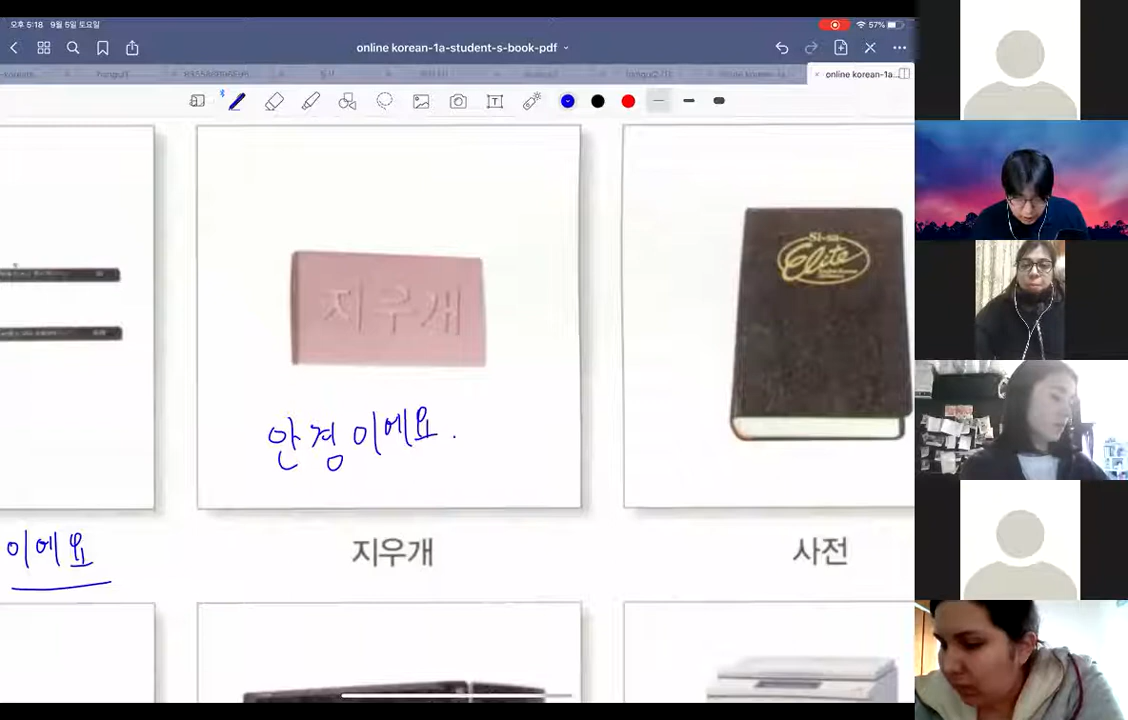 오후 5:18 9월 5일 토요일
57%
online korean-1a-student-s-book-pdf
online korean-1a...
T
지우개
Si-sa
Elite
안경이에요.
이에요
지우개
사전